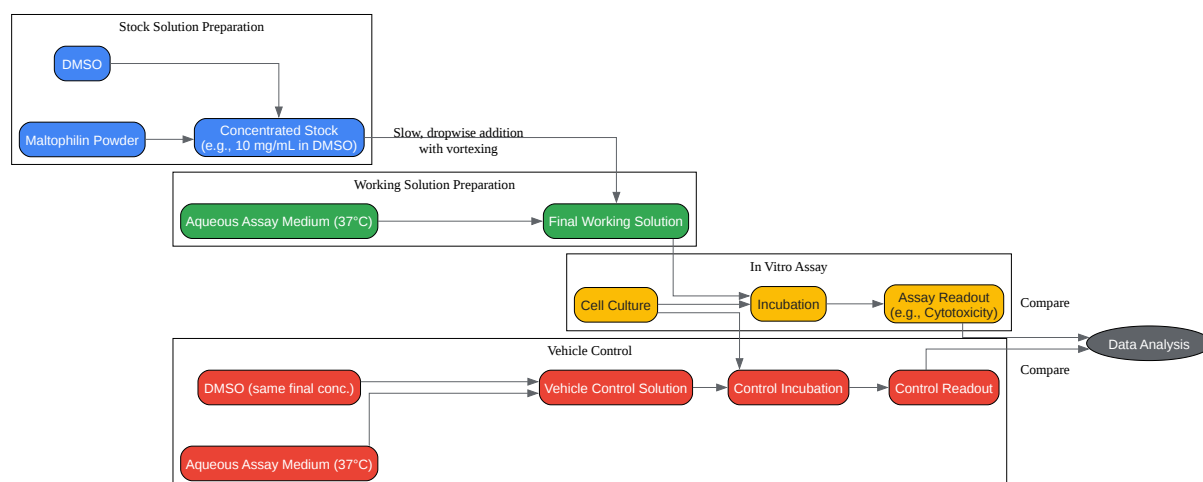 Stock Solution Preparation
DMSO
Maltophilin Powder
Concentrated Stock
(e.g., 10 mg/mL in DMSO)
Slow, dropwise addition
with vortexing
Working Solution Preparation
Aqueous Assay Medium (37°C)
Final Working Solution
In Vitro Assay
Cell Culture
Incubation
Assay Readout
(e.g., Cytotoxicity)
Compare
Data Analysis
Compare
Vehicle Control
DMSO (same final conc.)
Vehicle Control Solution
Control Incubation
Control Readout
Aqueous Assay Medium (37°C)